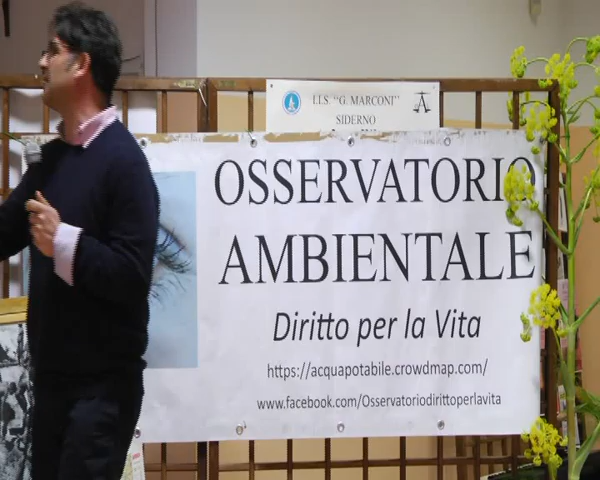 I.I.S. "G. MARCONI"
SIDERNO
OSSERVATORIO
AMBIENTALE
Diritto per la Vita
https://acquapotabile.crowdmap.com/
www.facebook.com/Osservatoriodirittoperlavita